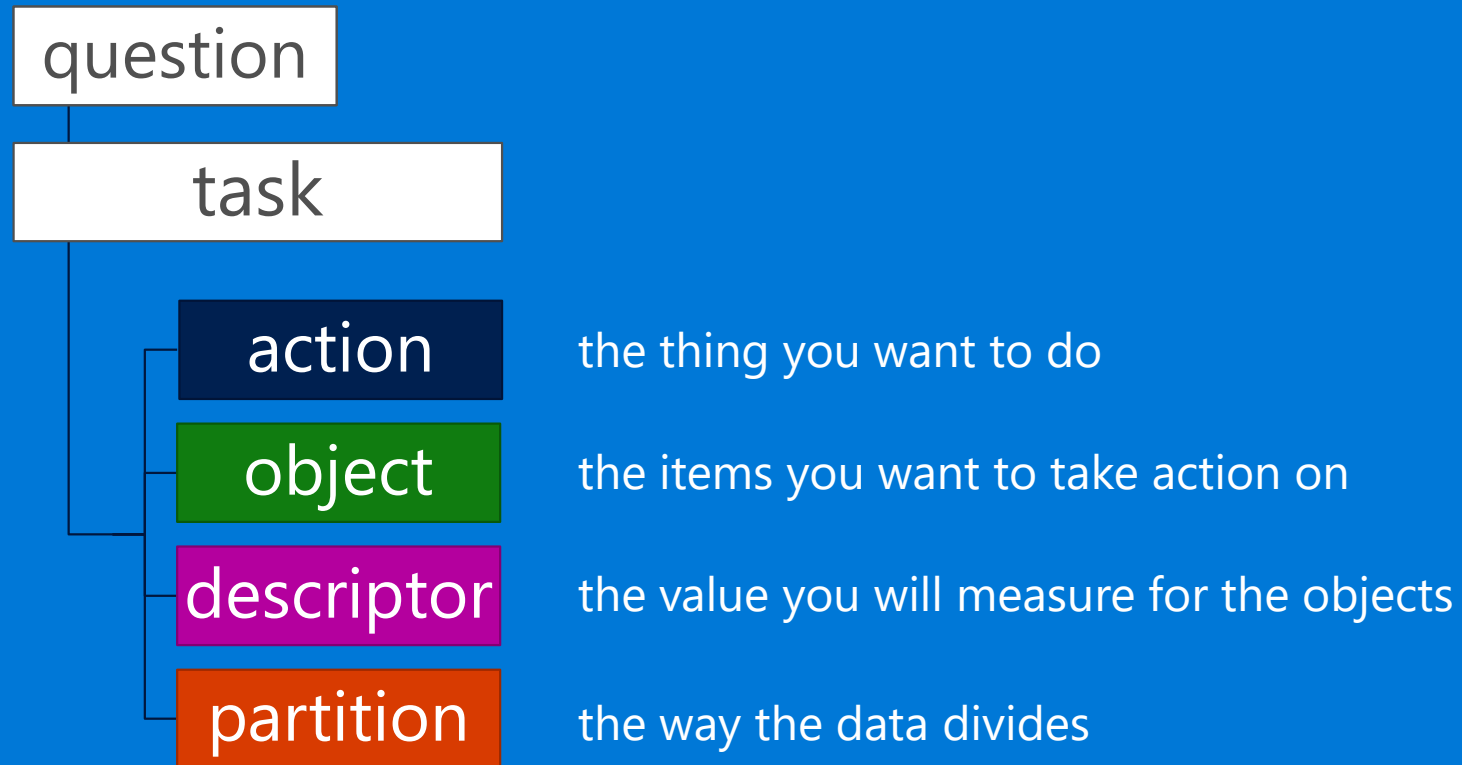 question
task
action
the thing you want to do
object
the items you want to take action on
descriptor
the value you will measure for the objects
partition
the way the data divides